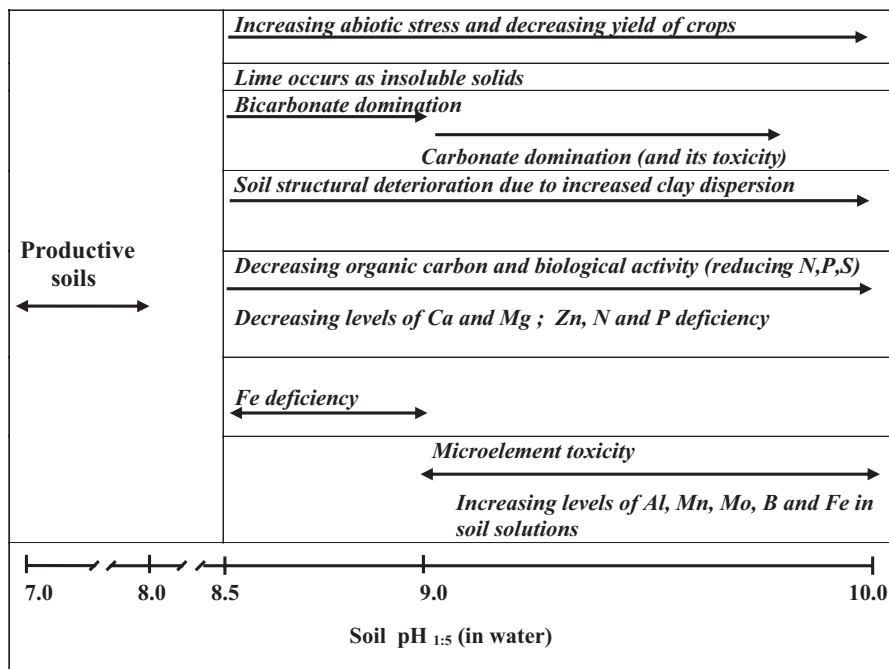 Increasing abiotic stress and decreasing yield of crops
Lime occurs as insoluble solids
Bicarbonate domination
Carbonate domination (and its toxicity)
Soil structural deterioration due to increased clay dispersion
Productive
soils
Decreasing organic carbon and biological activity (reducing N,P,S)
Decreasing levels of Ca and Mg ; Zn, N and P deficiency
Fe deficiency
Microelement toxicity
Increasing levels of Al, Mn, Mo, B and Fe in
soil solutions
7.0 8.0 8.5 9.0 10.0
Soil pH 1:5 (in water)